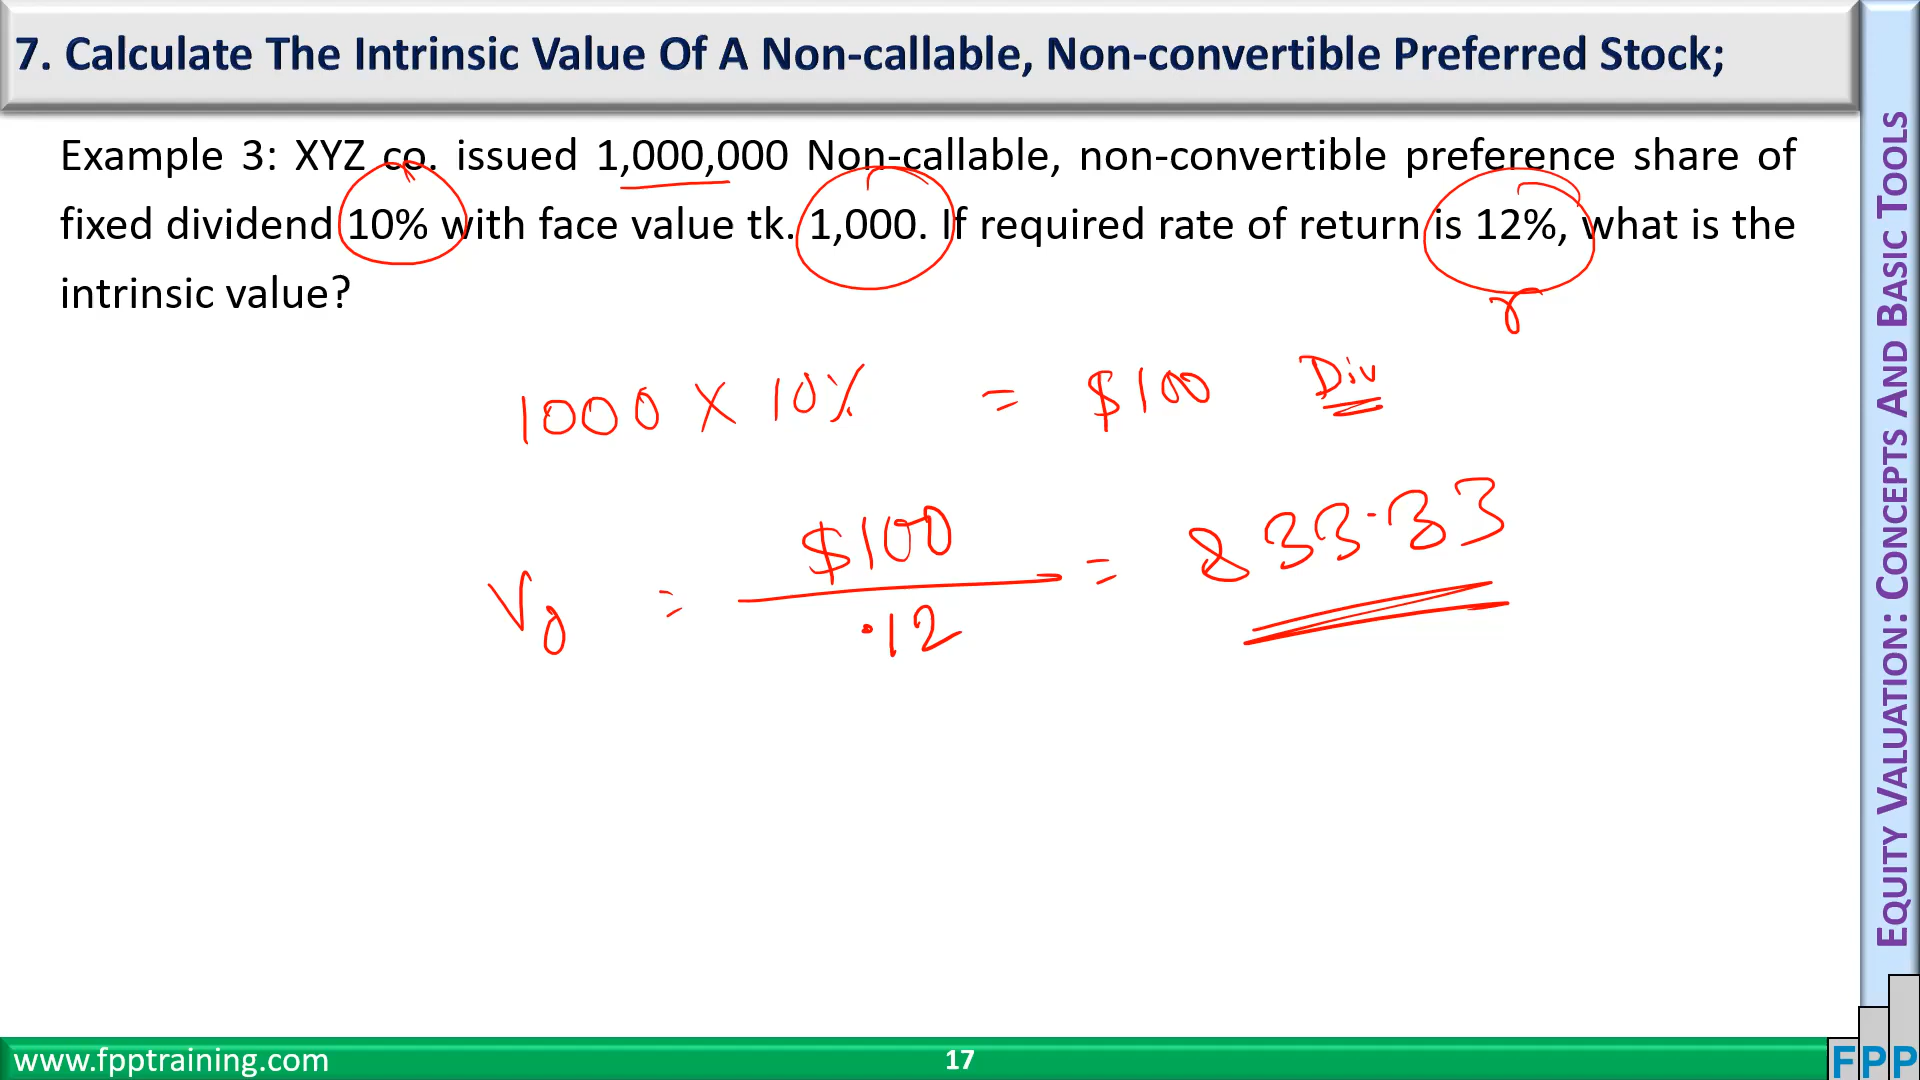 7. Calculate The Intrinsic Value Of A Non-callable, Non-convertible Preferred Stock;
Example 3: XYZ co. issued 1,000,000 Non-callable, non-convertible preference share of
fixed dividend 10% with face value tk. 1,000. If required rate of return is 12%, what is the
intrinsic value?
r
1000 X 10% = $100 Div
V0 = $100 / .12 = 833.33
EQUITY VALUATION: CONCEPTS AND BASIC TOOLS
www.fpptraining.com
17
FPP